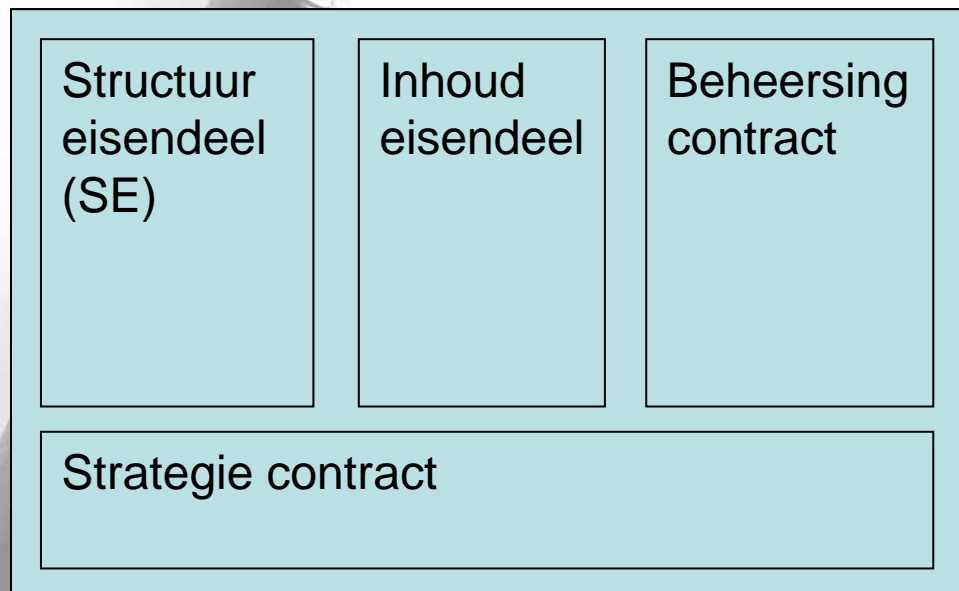 Structuur
eisendeel
(SE)
Inhoud
eisendeel
Beheersing
contract
Strategie contract